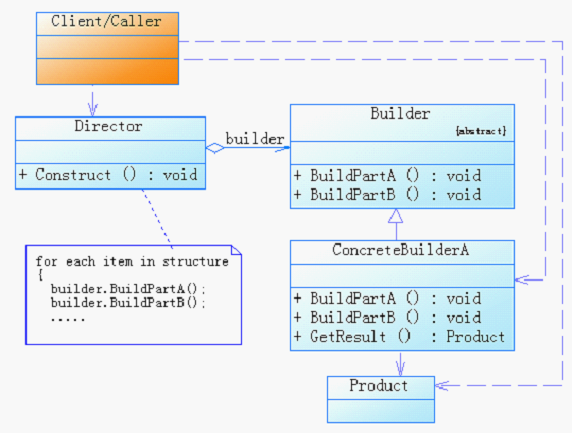 Client/Caller
Director
+ Construct () : void
builder
Builder
{abstract}
+ BuildPartA () : void
+ BuildPartB () : void
for each item in structure
{
builder.BuildPartA();
builder.BuildPartB();
.....
ConcreteBuilderA
+ BuildPartA () : void
+ BuildPartB () : void
+ GetResult () : Product
Product